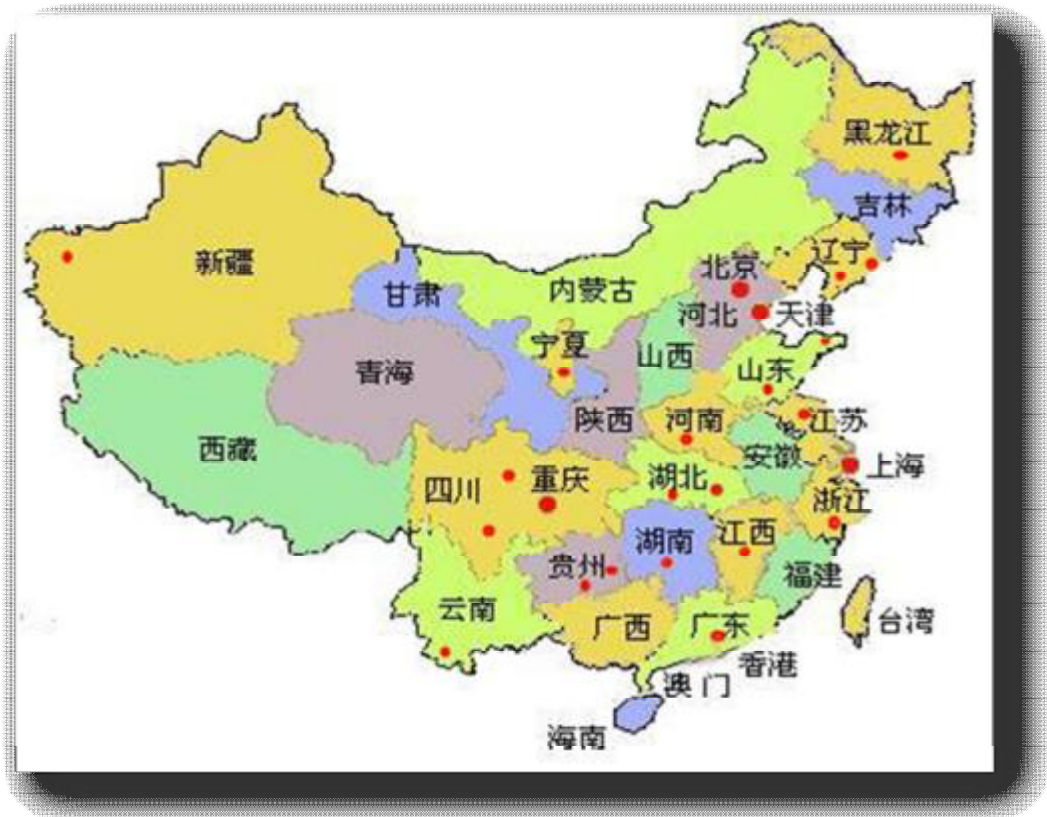 黑龙江
吉林
辽宁
新疆
北京
内蒙古
甘肃
河北
天津
宁夏
山西
山东
青海
陕西
河南
江苏
西藏
安徽
上海
四川
重庆
湖北
浙江
湖南
江西
贵州
福建
云南
广西
广东
台湾
香港
澳门
海南